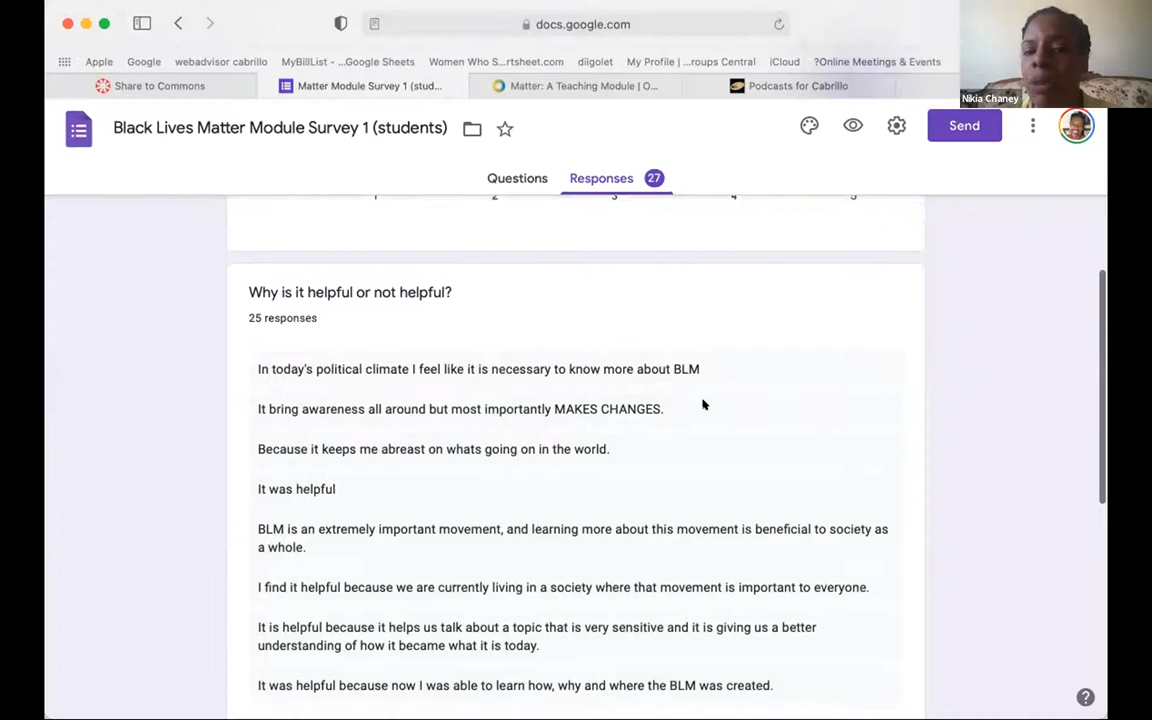 docs.google.com
Apple Google webadvisor cabrillo MyBillList - ...Google Sheets Women Who S...rtsheet.com diigolet My Profile | ...roups Central iCloud ?Online Meetings & Events
Share to Commons Matter Module Survey 1 (stud... Matter: A Teaching Module | O... Podcasts for Cabrillo
Nikia Chaney
Black Lives Matter Module Survey 1 (students)
Send
Questions Responses 27
1 2 3 4 5
Why is it helpful or not helpful?
25 responses
In today's political climate I feel like it is necessary to know more about BLM
It bring awareness all around but most importantly MAKES CHANGES.
Because it keeps me abreast on whats going on in the world.
It was helpful
BLM is an extremely important movement, and learning more about this movement is beneficial to society as
a whole.
I find it helpful because we are currently living in a society where that movement is important to everyone.
It is helpful because it helps us talk about a topic that is very sensitive and it is giving us a better
understanding of how it became what it is today.
It was helpful because now I was able to learn how, why and where the BLM was created.